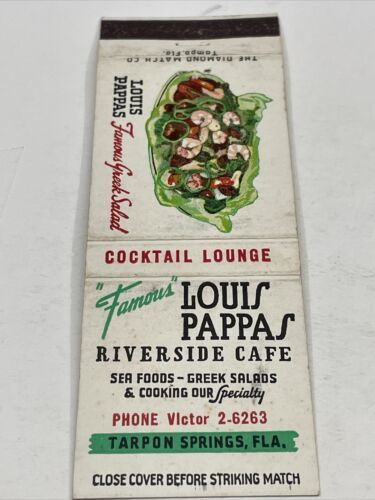 THE DIAMOND MATCH CO.
Tampa, Fla.
LOUIS
PAPPAS
Famous Greek Salad
COCKTAIL LOUNGE
"Famous" LOUIS
PAPPAS
RIVERSIDE CAFE
SEA FOODS - GREEK SALADS
& COOKING OUR Specialty
PHONE VIctor 2-6263
TARPON SPRINGS, FLA.
CLOSE COVER BEFORE STRIKING MATCH